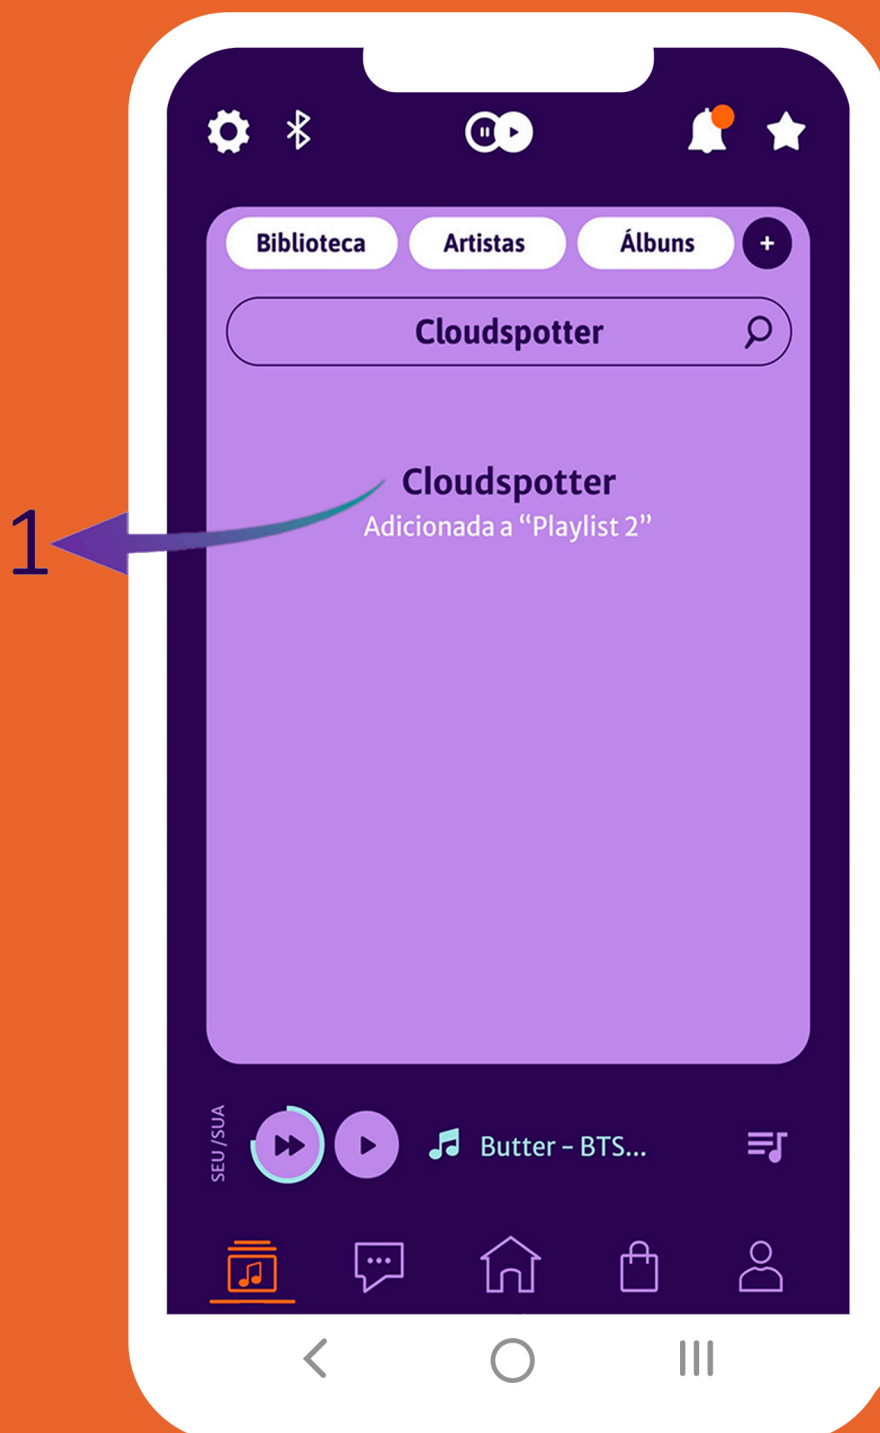 Biblioteca
Artistas
Álbuns
+
Cloudspotter
Cloudspotter
Adicionada a “Playlist 2”
1
SEU /SUA
Butter – BTS...